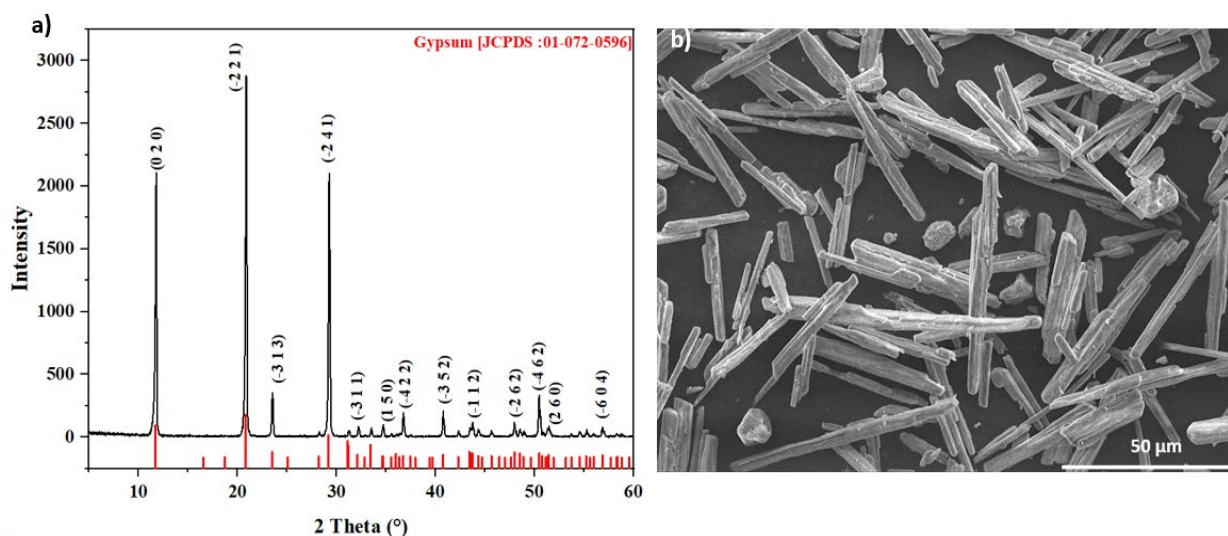 a)
Gypsum [JCPDS :01-072-0596]
3000
2500
2000
1500
1000
500
0
Intensity
(0 2 0)
(-2 2 1)
(-3 1 3)
(-2 4 1)
(-3 1 1)
(1 5 0)
(-4 2 2)
(-3 5 2)
(-1 1 2)
(-2 6 2)
(-4 6 2)
(2 6 0)
(-6 0 4)
10 20 30 40 50 60
2 Theta (°)
b)
50 µm